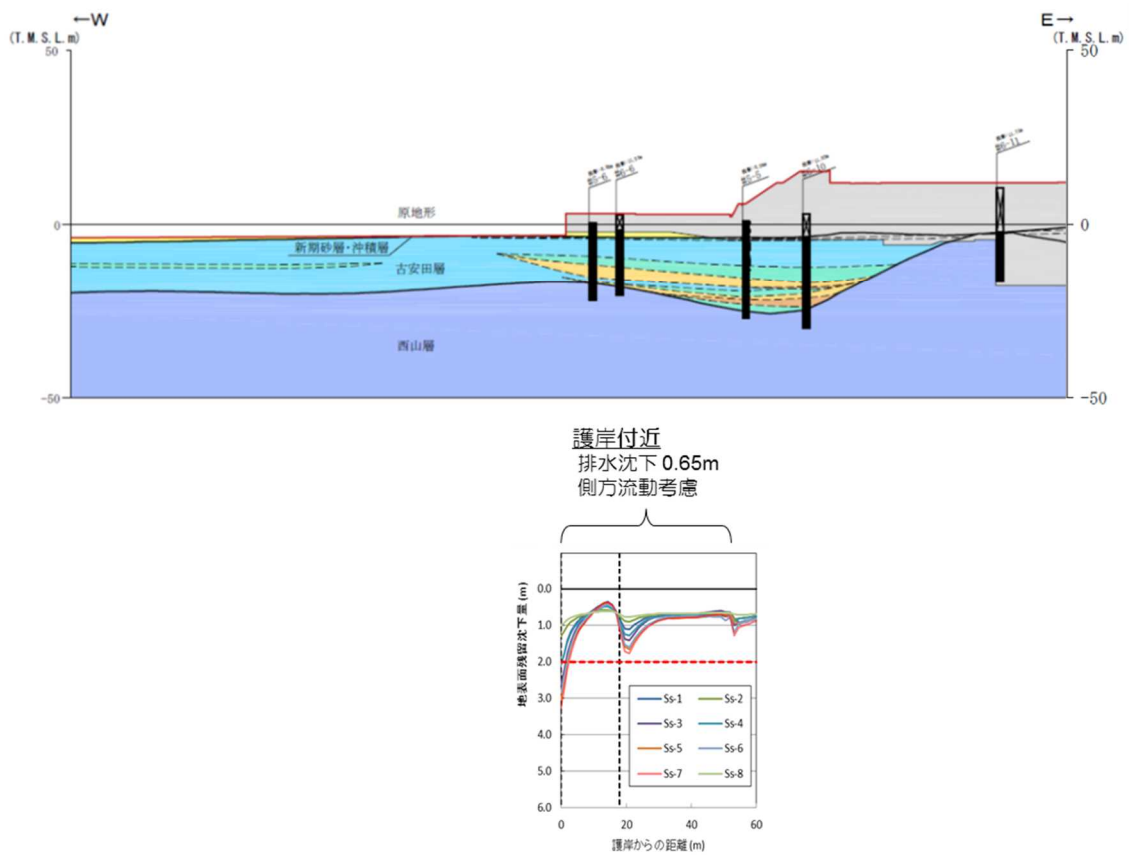 ←W
E→
(T.M.S.L.m)
(T.M.S.L.m)
50
50
原地形
0
0
新期砂層・沖積層
古安田層
西山層
-50
-50
護岸付近
排水沈下 0.65m
側方流動考慮
地表面残留沈下量(m)
0.0
1.0
2.0
3.0
4.0
5.0
6.0
Ss-1
Ss-2
Ss-3
Ss-4
Ss-5
Ss-6
Ss-7
Ss-8
0
20
40
60
護岸からの距離(m)